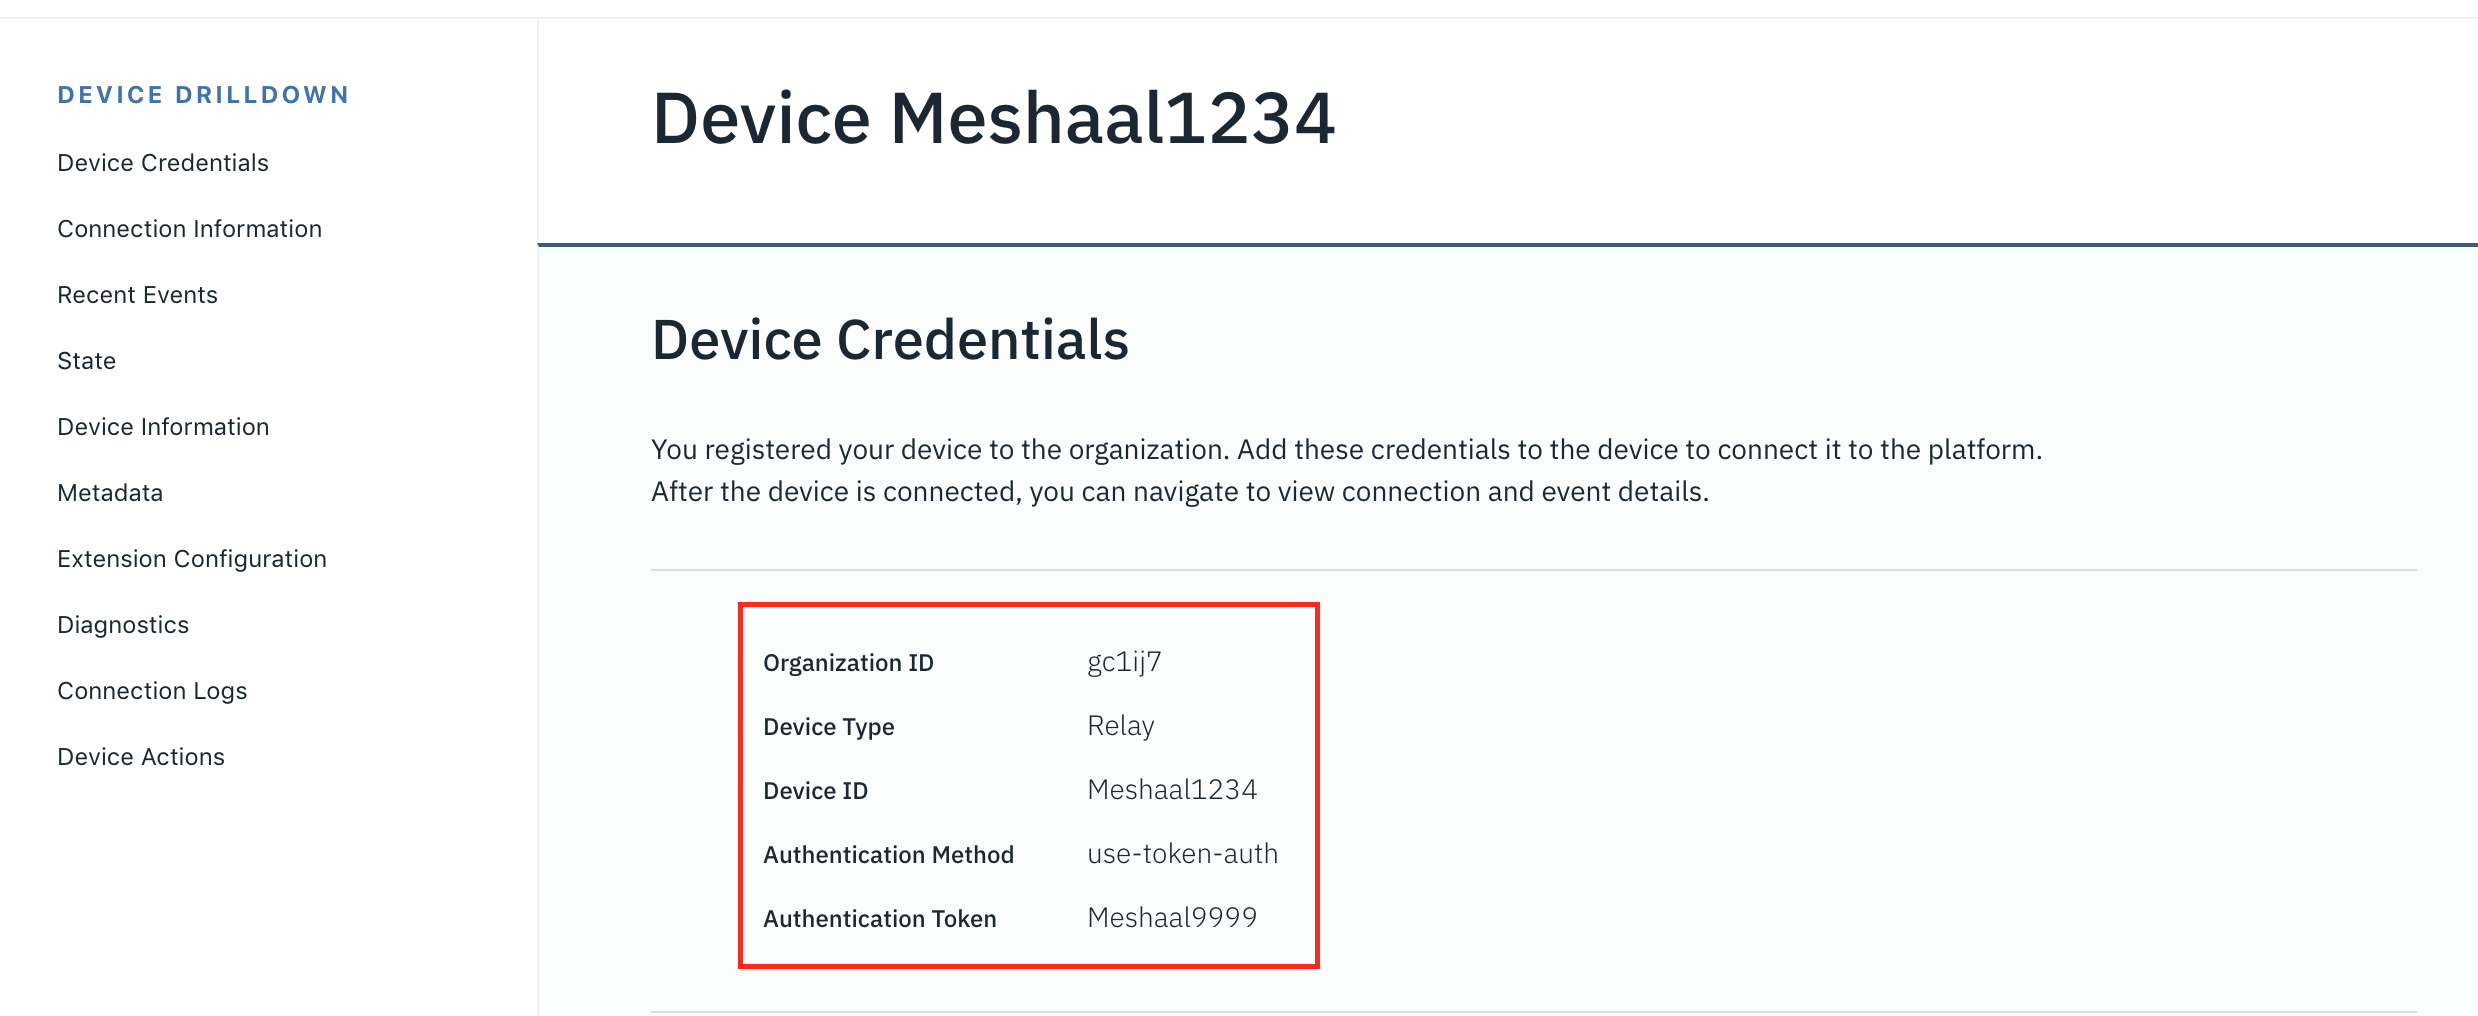 DEVICE DRILLDOWN
Device Credentials
Connection Information
Recent Events
State
Device Information
Metadata
Extension Configuration
Diagnostics
Connection Logs
Device Actions
Device Meshaal1234
Device Credentials
You registered your device to the organization. Add these credentials to the device to connect it to the platform.
After the device is connected, you can navigate to view connection and event details.
Organization ID gc1ij7
Device Type Relay
Device ID Meshaal1234
Authentication Method use-token-auth
Authentication Token Meshaal9999